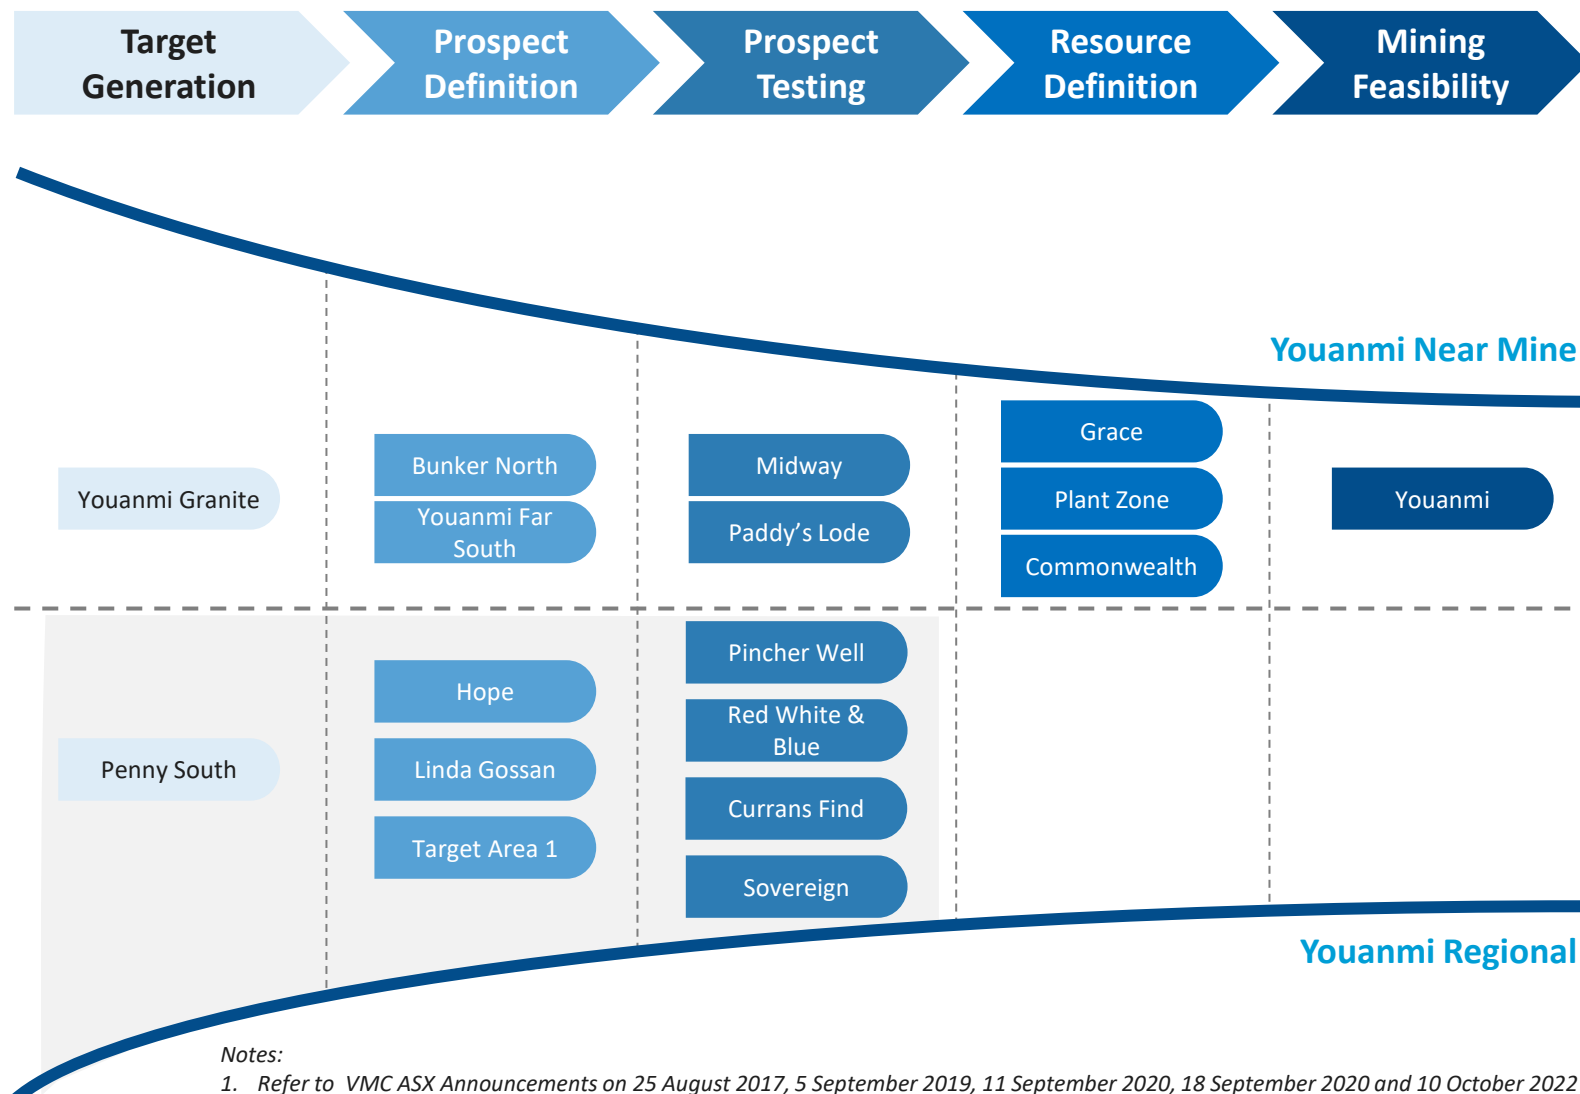 Target
Generation
Prospect
Definition
Prospect
Testing
Resource
Definition
Mining
Feasibility
Youanmi Near Mine
Youanmi Granite
Bunker North
Youanmi Far
South
Midway
Paddy’s Lode
Grace
Plant Zone
Commonwealth
Youanmi
Penny South
Hope
Linda Gossan
Target Area 1
Pincher Well
Red White &
Blue
Currans Find
Sovereign
Youanmi Regional
Notes:
1. Refer to VMC ASX Announcements on 25 August 2017, 5 September 2019, 11 September 2020, 18 September 2020 and 10 October 2022